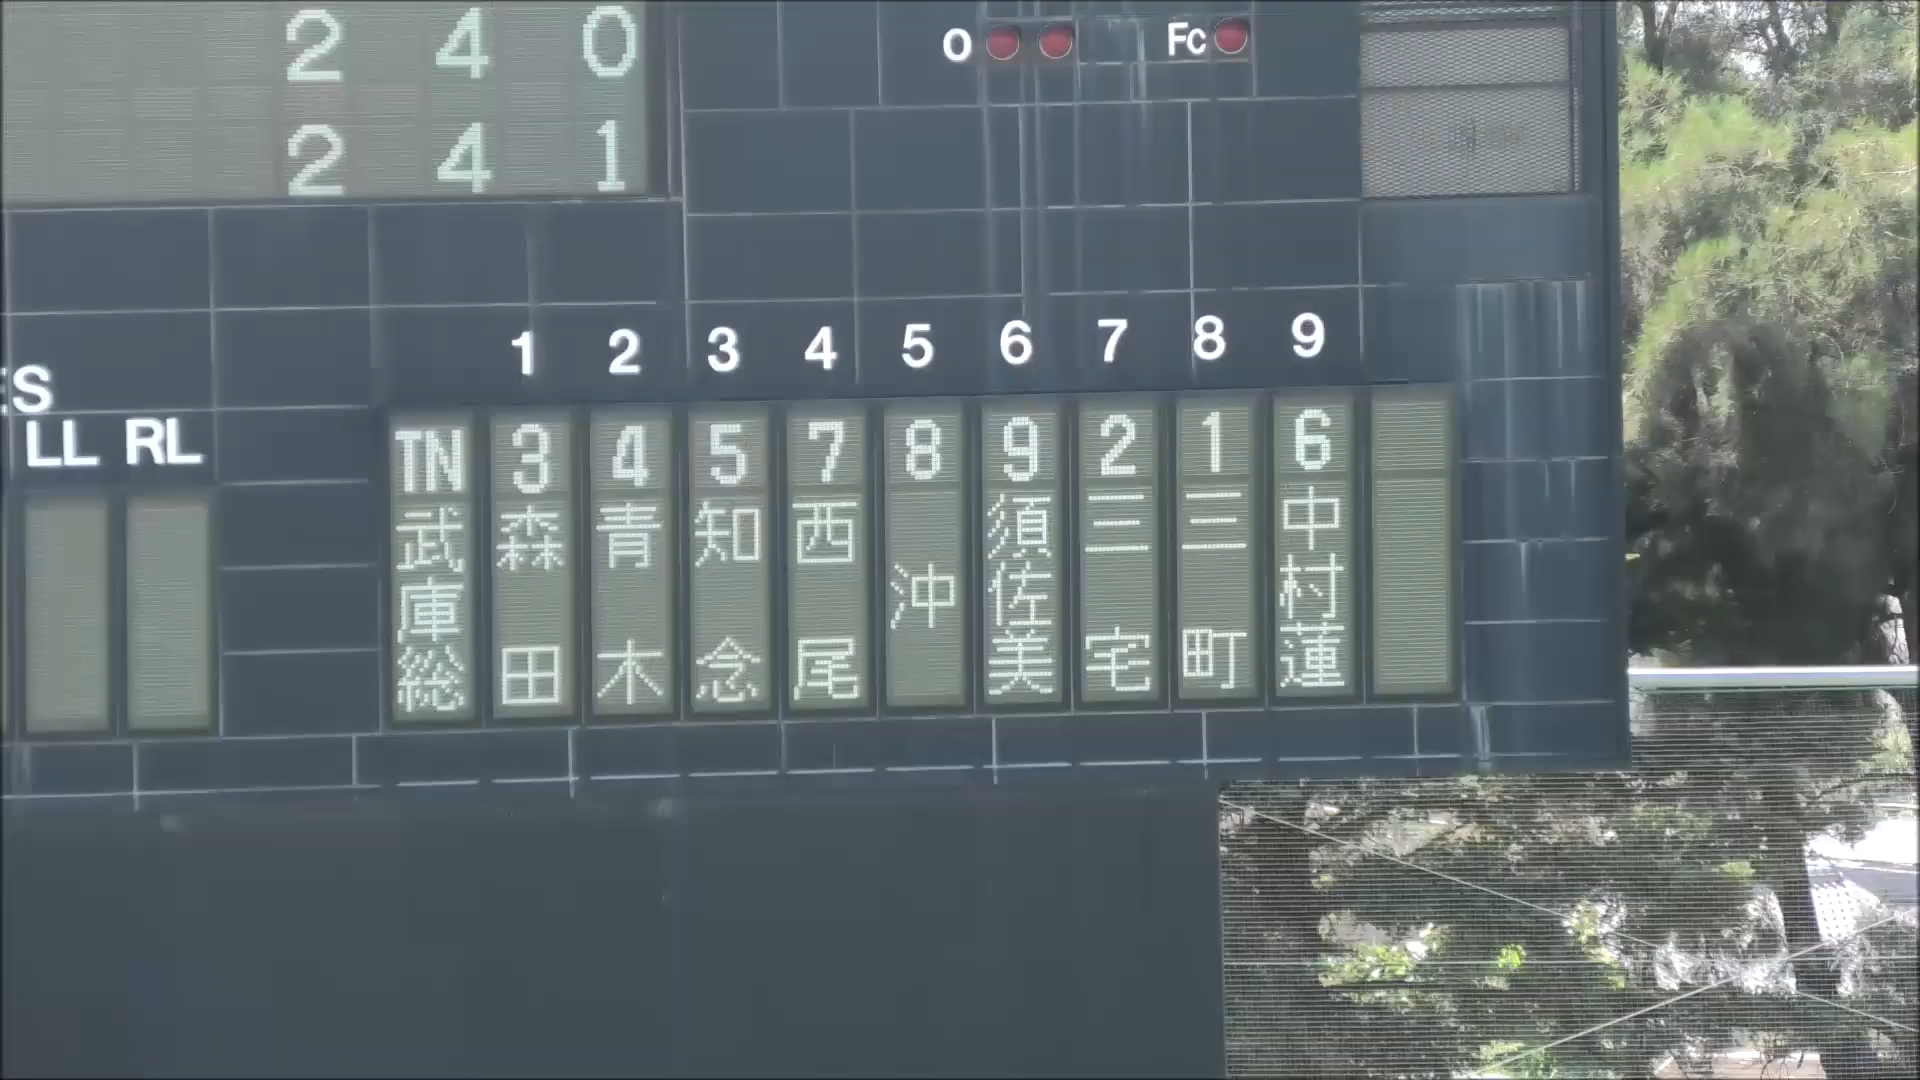 2 4 0
O Fc
2 4 1
1 2 3 4 5 6 7 8 9
ES
LL RL
TN 3 4 5 7 8 9 2 1 6
武庫総
森田
青木
知念
西尾
沖
須佐美
三宅
三町
中村蓮